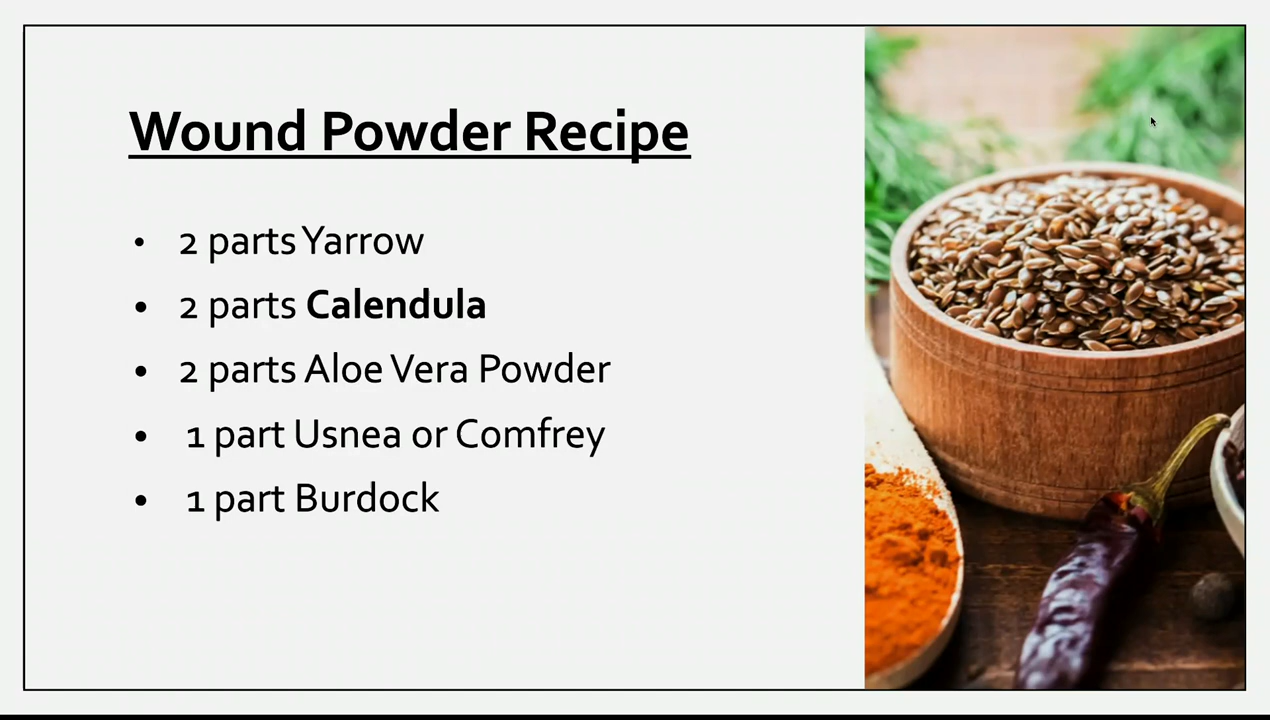 Wound Powder Recipe
• 2 parts Yarrow
• 2 parts Calendula
• 2 parts Aloe Vera Powder
• 1 part Usnea or Comfrey
• 1 part Burdock